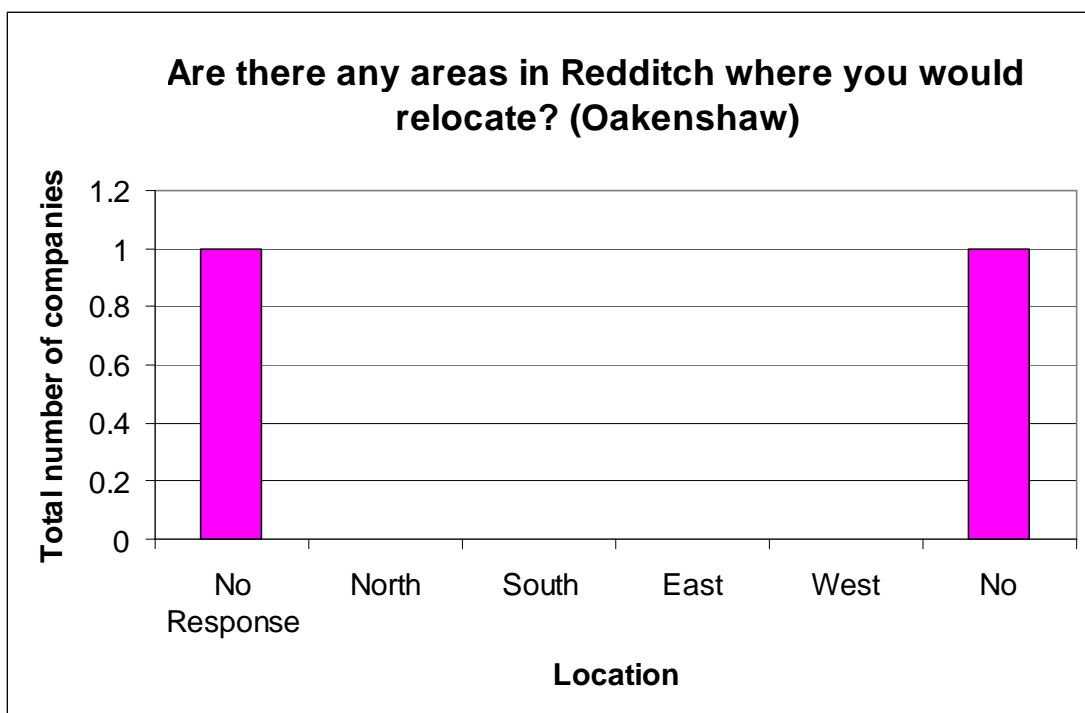 Are there any areas in Redditch where you would
relocate? (Oakenshaw)
Total number of companies
1.2
1
0.8
0.6
0.4
0.2
0
No
Response
North
South
East
West
No
Location